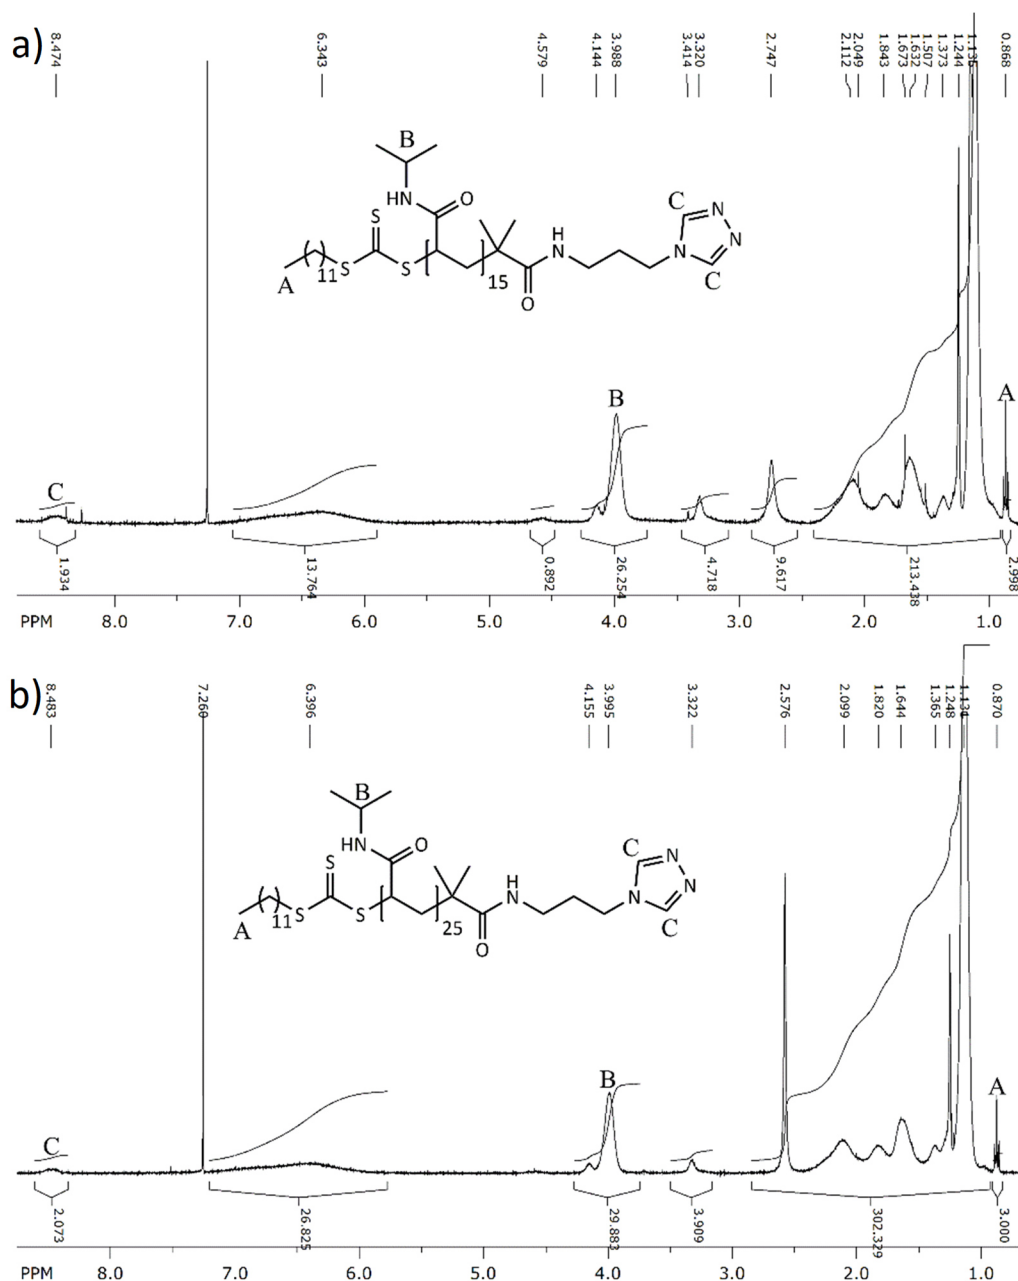 a)
8.474
6.343
4.579
4.144
3.988
3.414
3.320
2.747
2.112
2.049
1.843
1.673
1.632
1.507
1.373
1.244
1.136
0.868
B
HN
O
S
C
N
N
H
N
N
S
S
11
15
A
O
C
C
B
A
1.934
13.764
0.892
26.254
4.718
9.617
213.438
2.998
PPM 8.0 7.0 6.0 5.0 4.0 3.0 2.0 1.0
b)
8.483
7.260
6.396
4.155
3.995
3.322
2.576
2.099
1.820
1.644
1.365
1.248
1.134
0.870
B
HN
O
S
C
N
N
H
N
N
S
S
11
25
A
O
C
C
B
A
2.073
26.825
29.883
3.909
302.329
3.000
PPM 8.0 7.0 6.0 5.0 4.0 3.0 2.0 1.0